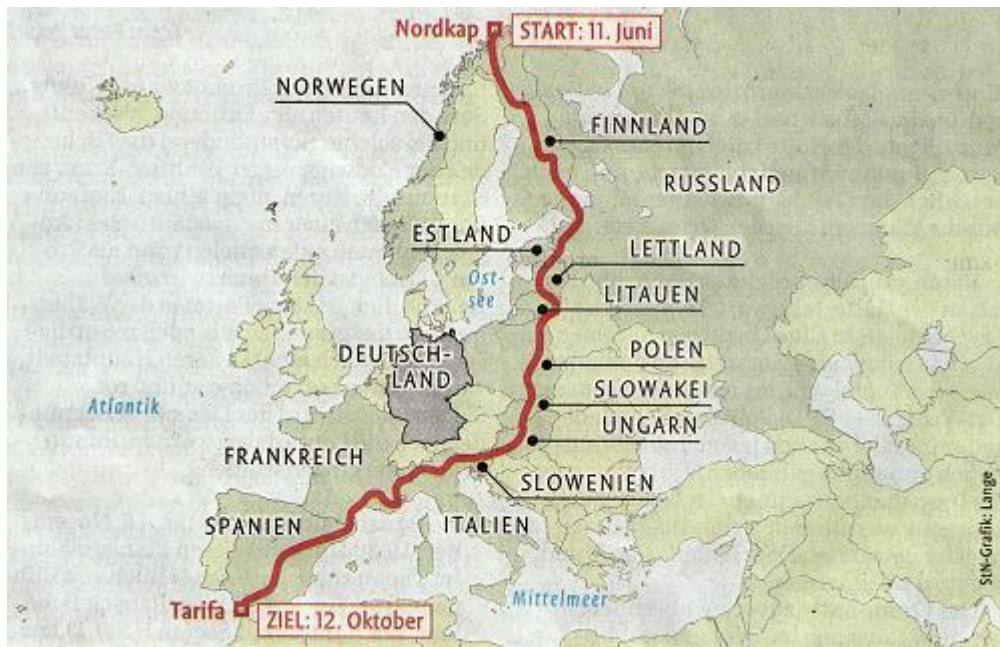 Nordkap
START: 11. Juni
NORWEGEN
FINNLAND
RUSSLAND
ESTLAND
LETTLAND
Ost-
see
LITAUEN
DEUTSCH-
LAND
POLEN
SLOWAKEI
Atlantik
UNGARN
FRANKREICH
SLOWENIEN
SPANIEN
ITALIEN
StN-Grafik: Lange
Mittelmeer
Tarifa
ZIEL: 12. Oktober